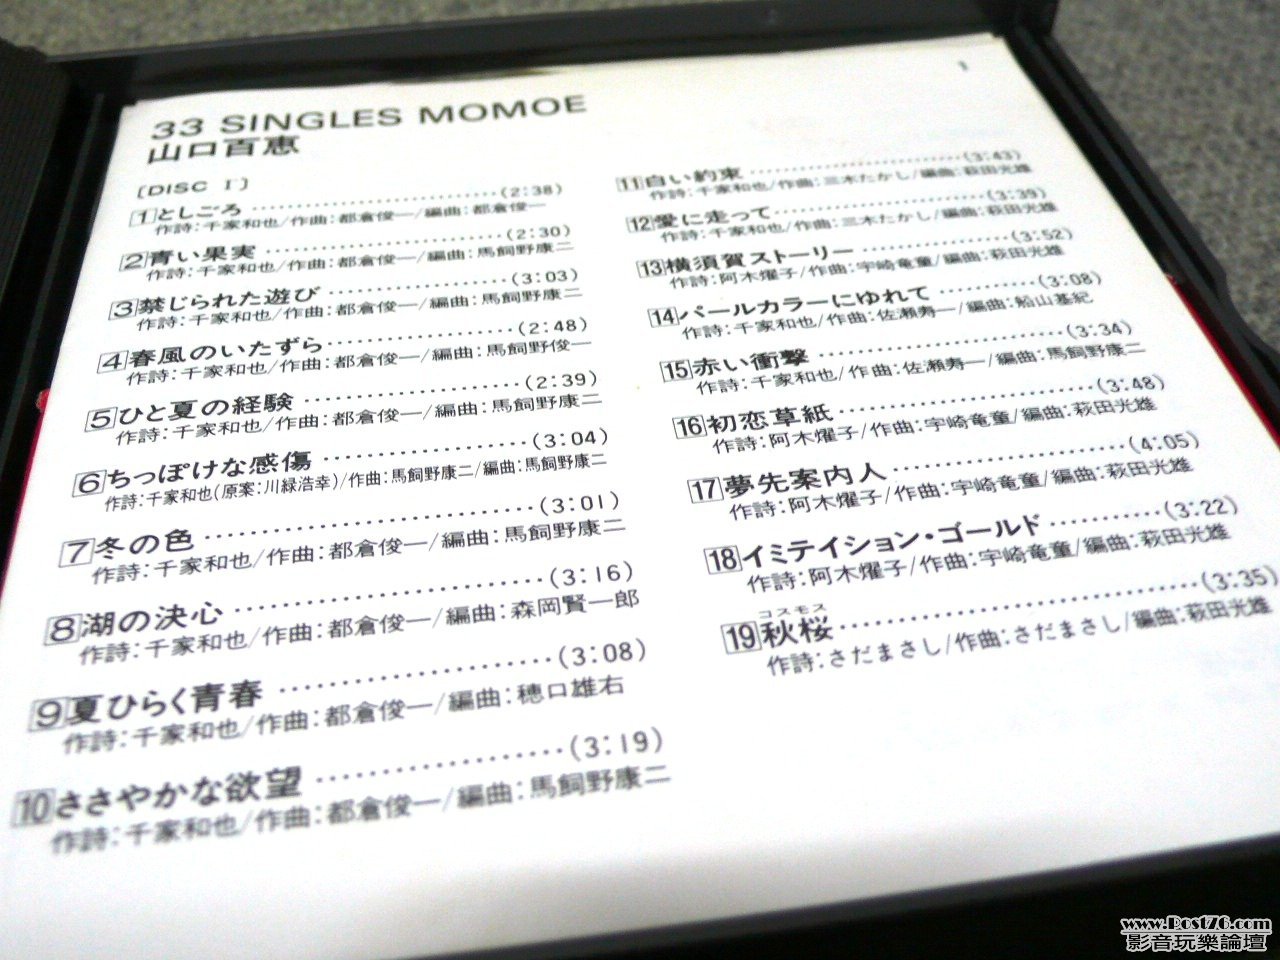 1
33 SINGLES MOMOE
山口百恵
〔DISC I〕
1 としごろ……(2:38)
作詩:千家和也/作曲:都倉俊一/編曲:都倉俊一
2 青い果実……(2:30)
作詩:千家和也/作曲:都倉俊一/編曲:馬飼野康二
3 禁じられた遊び……(3:03)
作詩:千家和也/作曲:都倉俊一/編曲:馬飼野康二
4 春風のいたずら……(2:48)
作詩:千家和也/作曲:都倉俊一/編曲:馬飼野俊一
5 ひと夏の経験……(2:39)
作詩:千家和也/作曲:都倉俊一/編曲:馬飼野康二
6 ちっぽけな感傷……(3:04)
作詩:千家和也(原案:川緑浩幸)/作曲:馬飼野康二/編曲:馬飼野康二
7 冬の色……(3:01)
作詩:千家和也/作曲:都倉俊一/編曲:馬飼野康二
8 湖の決心……(3:16)
作詩:千家和也/作曲:都倉俊一/編曲:森岡賢一郎
9 夏ひらく青春……(3:08)
作詩:千家和也/作曲:都倉俊一/編曲:穂口雄右
10 ささやかな欲望……(3:19)
作詩:千家和也/作曲:都倉俊一/編曲:馬飼野康二
11 白い約束……(3:43)
作詩:千家和也/作曲:三木たかし/編曲:萩田光雄
12 愛に走って……(3:39)
作詩:千家和也/作曲:三木たかし/編曲:萩田光雄
13 横須賀ストーリー……(3:52)
作詩:阿木燿子/作曲:宇崎竜童/編曲:萩田光雄
14 パールカラーにゆれて……(3:08)
作詩:千家和也/作曲:佐瀬寿一/編曲:船山基紀
15 赤い衝撃……(3:34)
作詩:千家和也/作曲:佐瀬寿一/編曲:馬飼野康二
16 初恋草紙……(3:48)
作詩:阿木燿子/作曲:宇崎竜童/編曲:萩田光雄
17 夢先案内人……(4:05)
作詩:阿木燿子/作曲:宇崎竜童/編曲:萩田光雄
18 イミテイション・ゴールド……(3:22)
作詩:阿木燿子/作曲:宇崎竜童/編曲:萩田光雄
コスモス
19 秋桜……(3:35)
作詩:さだまさし/作曲:さだまさし/編曲:萩田光雄
www.Post76.com
影音玩樂論壇